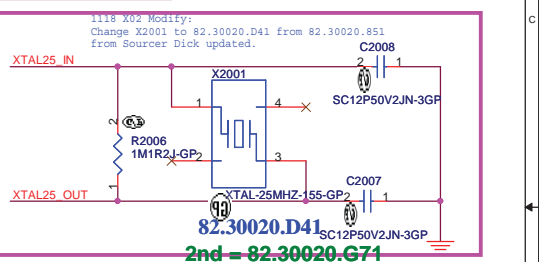 1118 X02 Modify:
Change X2001 to 82.30020.D41 from 82.30020.851
from Sourcer Dick updated.
C
XTAL25_IN
C2008
2 1
X2001
SC12P50V2JN-3GP
1 4
2
R2006
1M1R2J-GP
2 3
1
XTAL25_OUT
XTAL-25MHZ-155-GP
C2007
2 1
82.30020.D41
SC12P50V2JN-3GP
2nd = 82.30020.G71